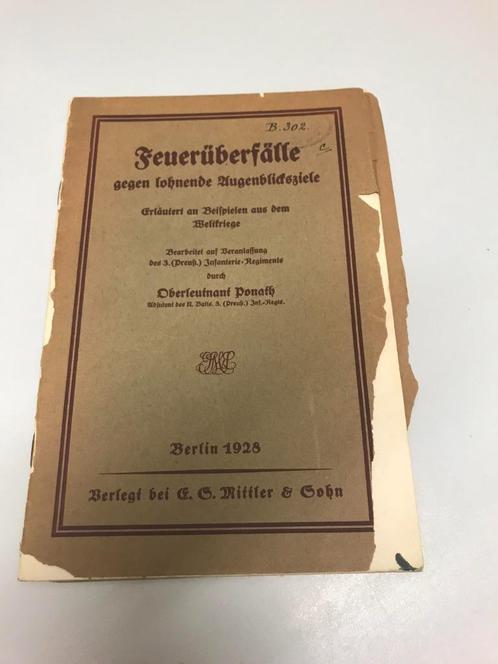 B. 302.
Feuerüberfälle
gegen lohnende Augenblicksziele
Erläutert an Beispielen aus dem
Weltkriege
Bearbeitet auf Veranlassung
des 3. (Preuß.) Infanterie-Regiments
durch
Oberleutnant Ponath
Adjutant des II. Batls. 3. (Preuß.) Inf.-Regts.
Berlin 1928
Verlegt bei E. S. Mittler & Sohn